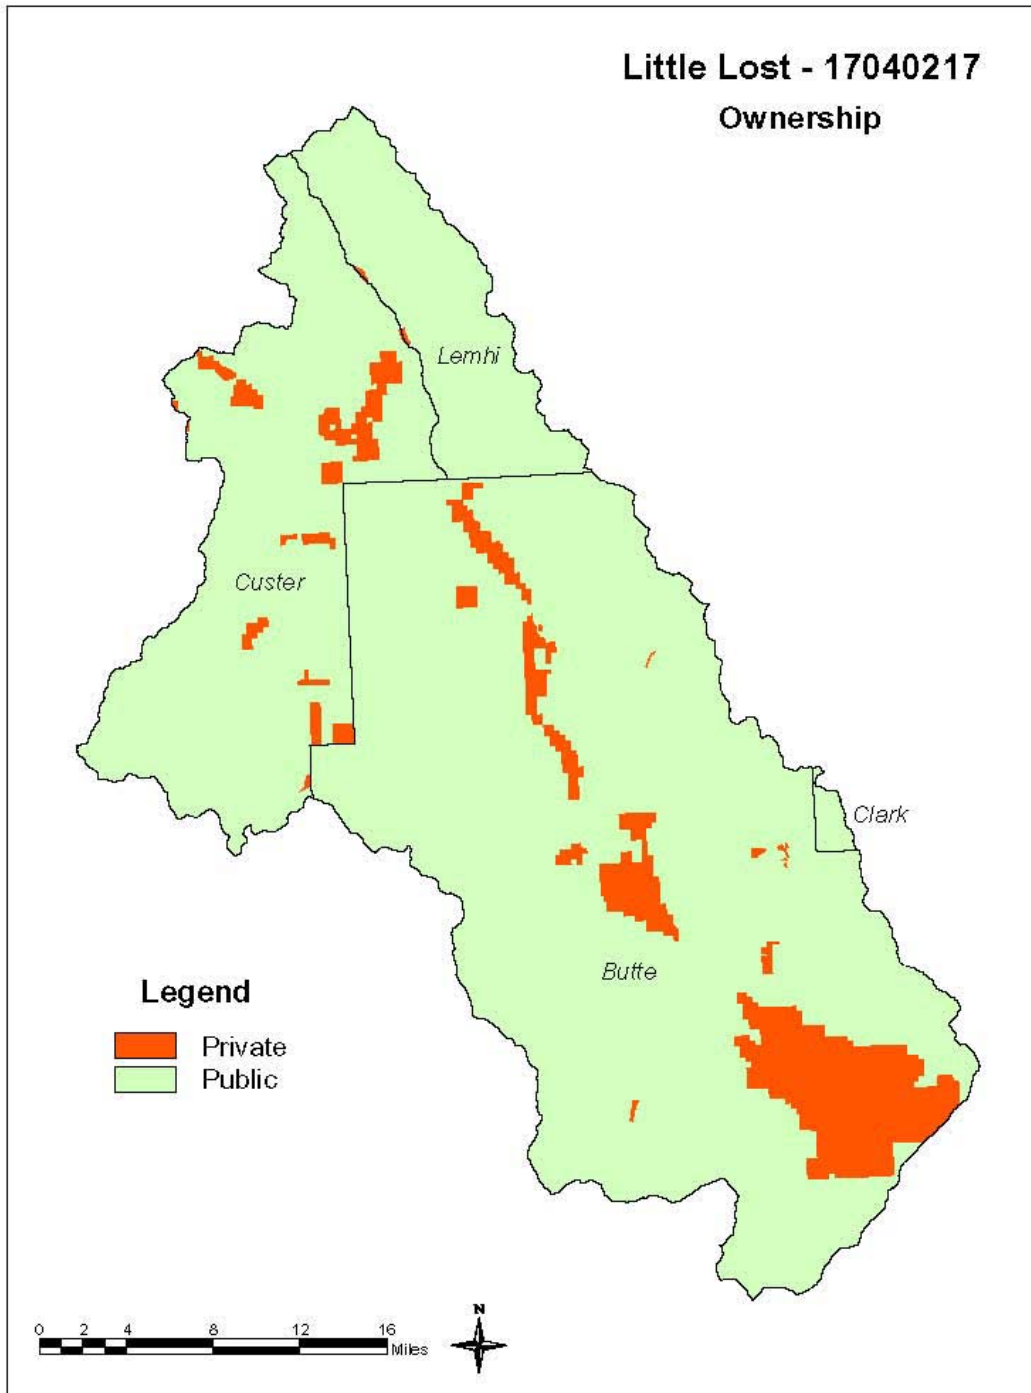 Little Lost - 17040217
Ownership
Lemhi
Custer
Clark
Butte
Legend
Private
Public
N
0 2 4 8 12 16
Miles